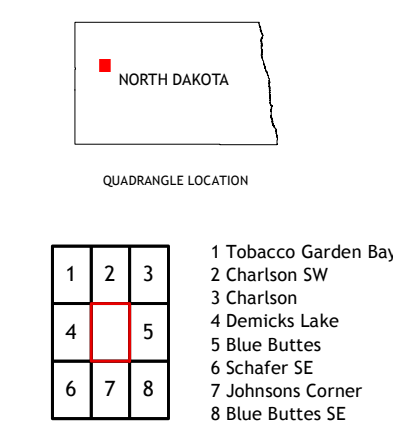 NORTH DAKOTA
QUADRANGLE LOCATION
1 2 3
4 5
6 7 8
1 Tobacco Garden Bay
2 Charlson SW
3 Charlson
4 Demicks Lake
5 Blue Buttes
6 Schafer SE
7 Johnsons Corner
8 Blue Buttes SE